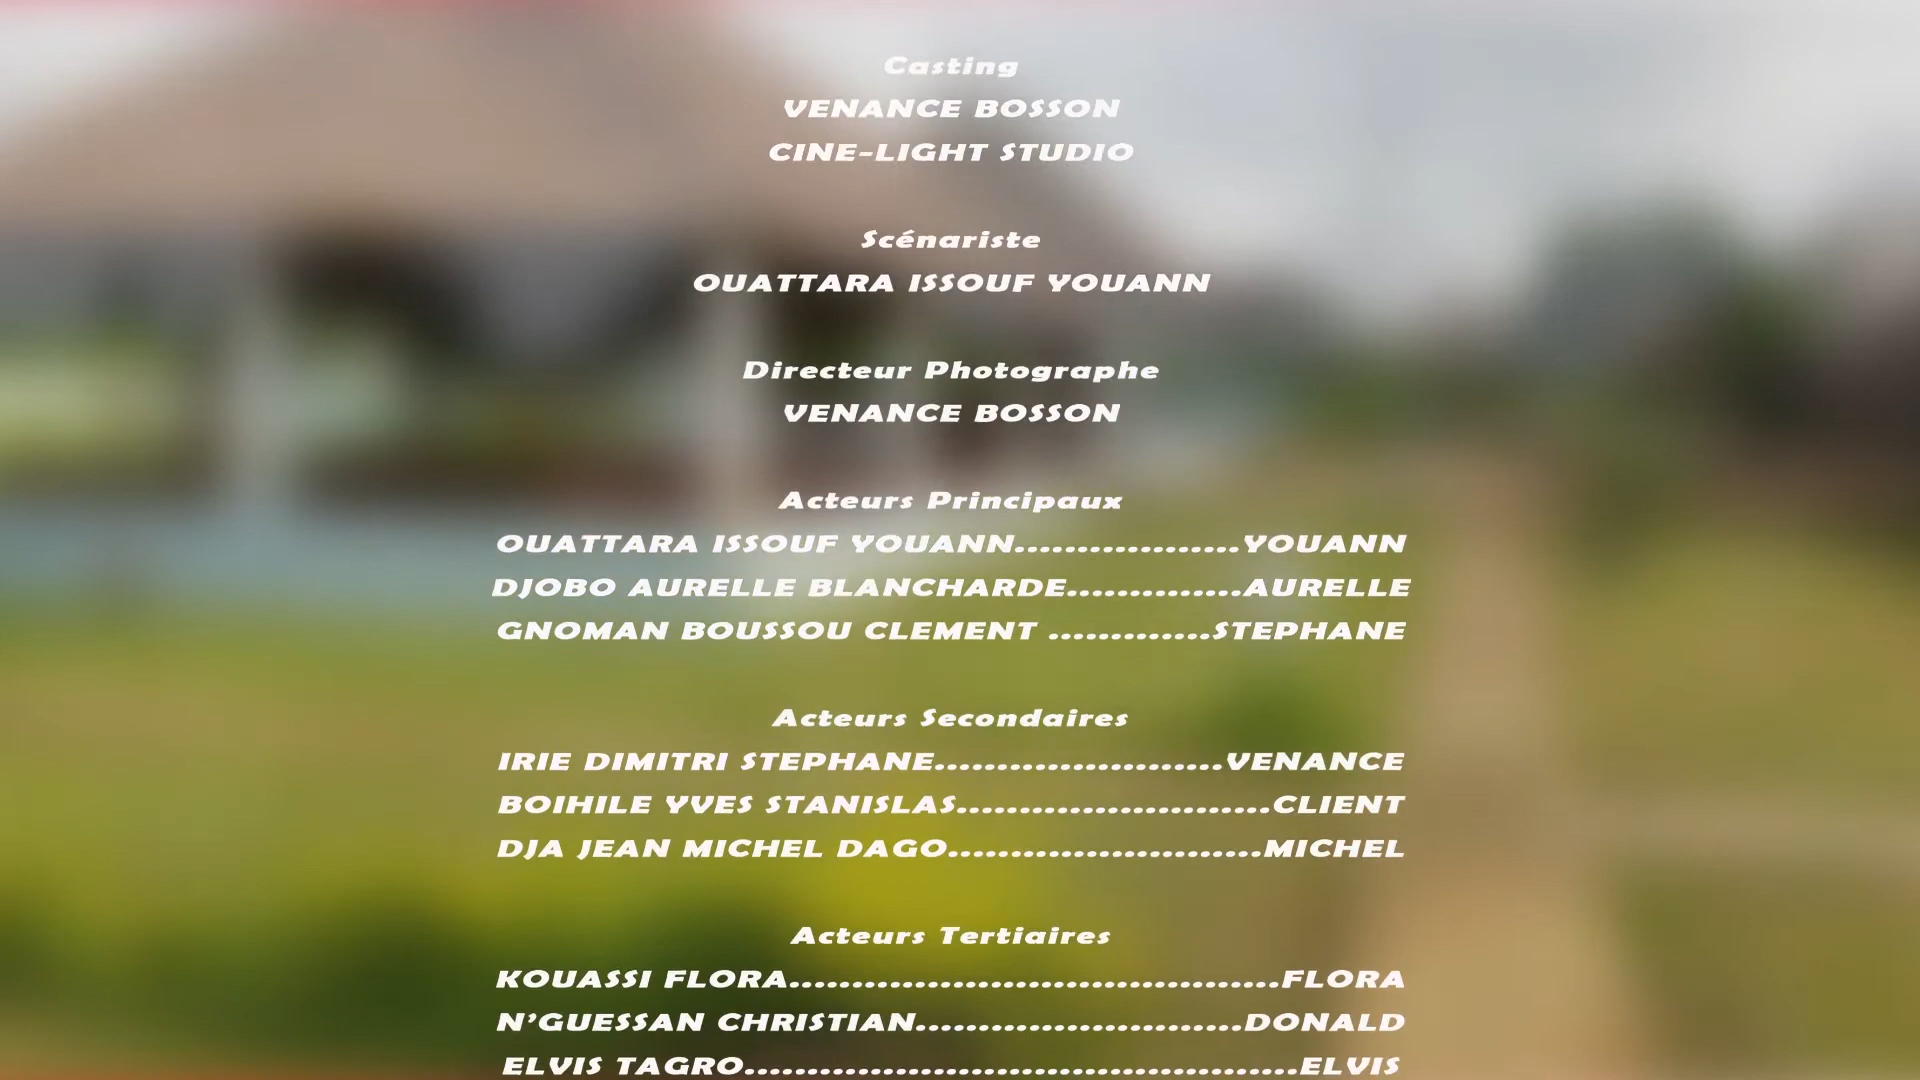 Casting
VENANCE BOSSON
CINE-LIGHT STUDIO
Scénariste
OUATTARA ISSOUF YOUANN
Directeur Photographe
VENANCE BOSSON
Acteurs Principaux
OUATTARA ISSOUF YOUANN..................YOUANN
DJOBO AURELLE BLANCHARDE..............AURELLE
GNOMAN BOUSSOU CLEMENT .............STEPHANE
Acteurs Secondaires
IRIE DIMITRI STEPHANE.......................VENANCE
BOIHILE YVES STANISLAS.........................CLIENT
DJA JEAN MICHEL DAGO.........................MICHEL
Acteurs Tertiaires
KOUASSI FLORA.......................................FLORA
N’GUESSAN CHRISTIAN..........................DONALD
ELVIS TAGRO............................................ELVIS